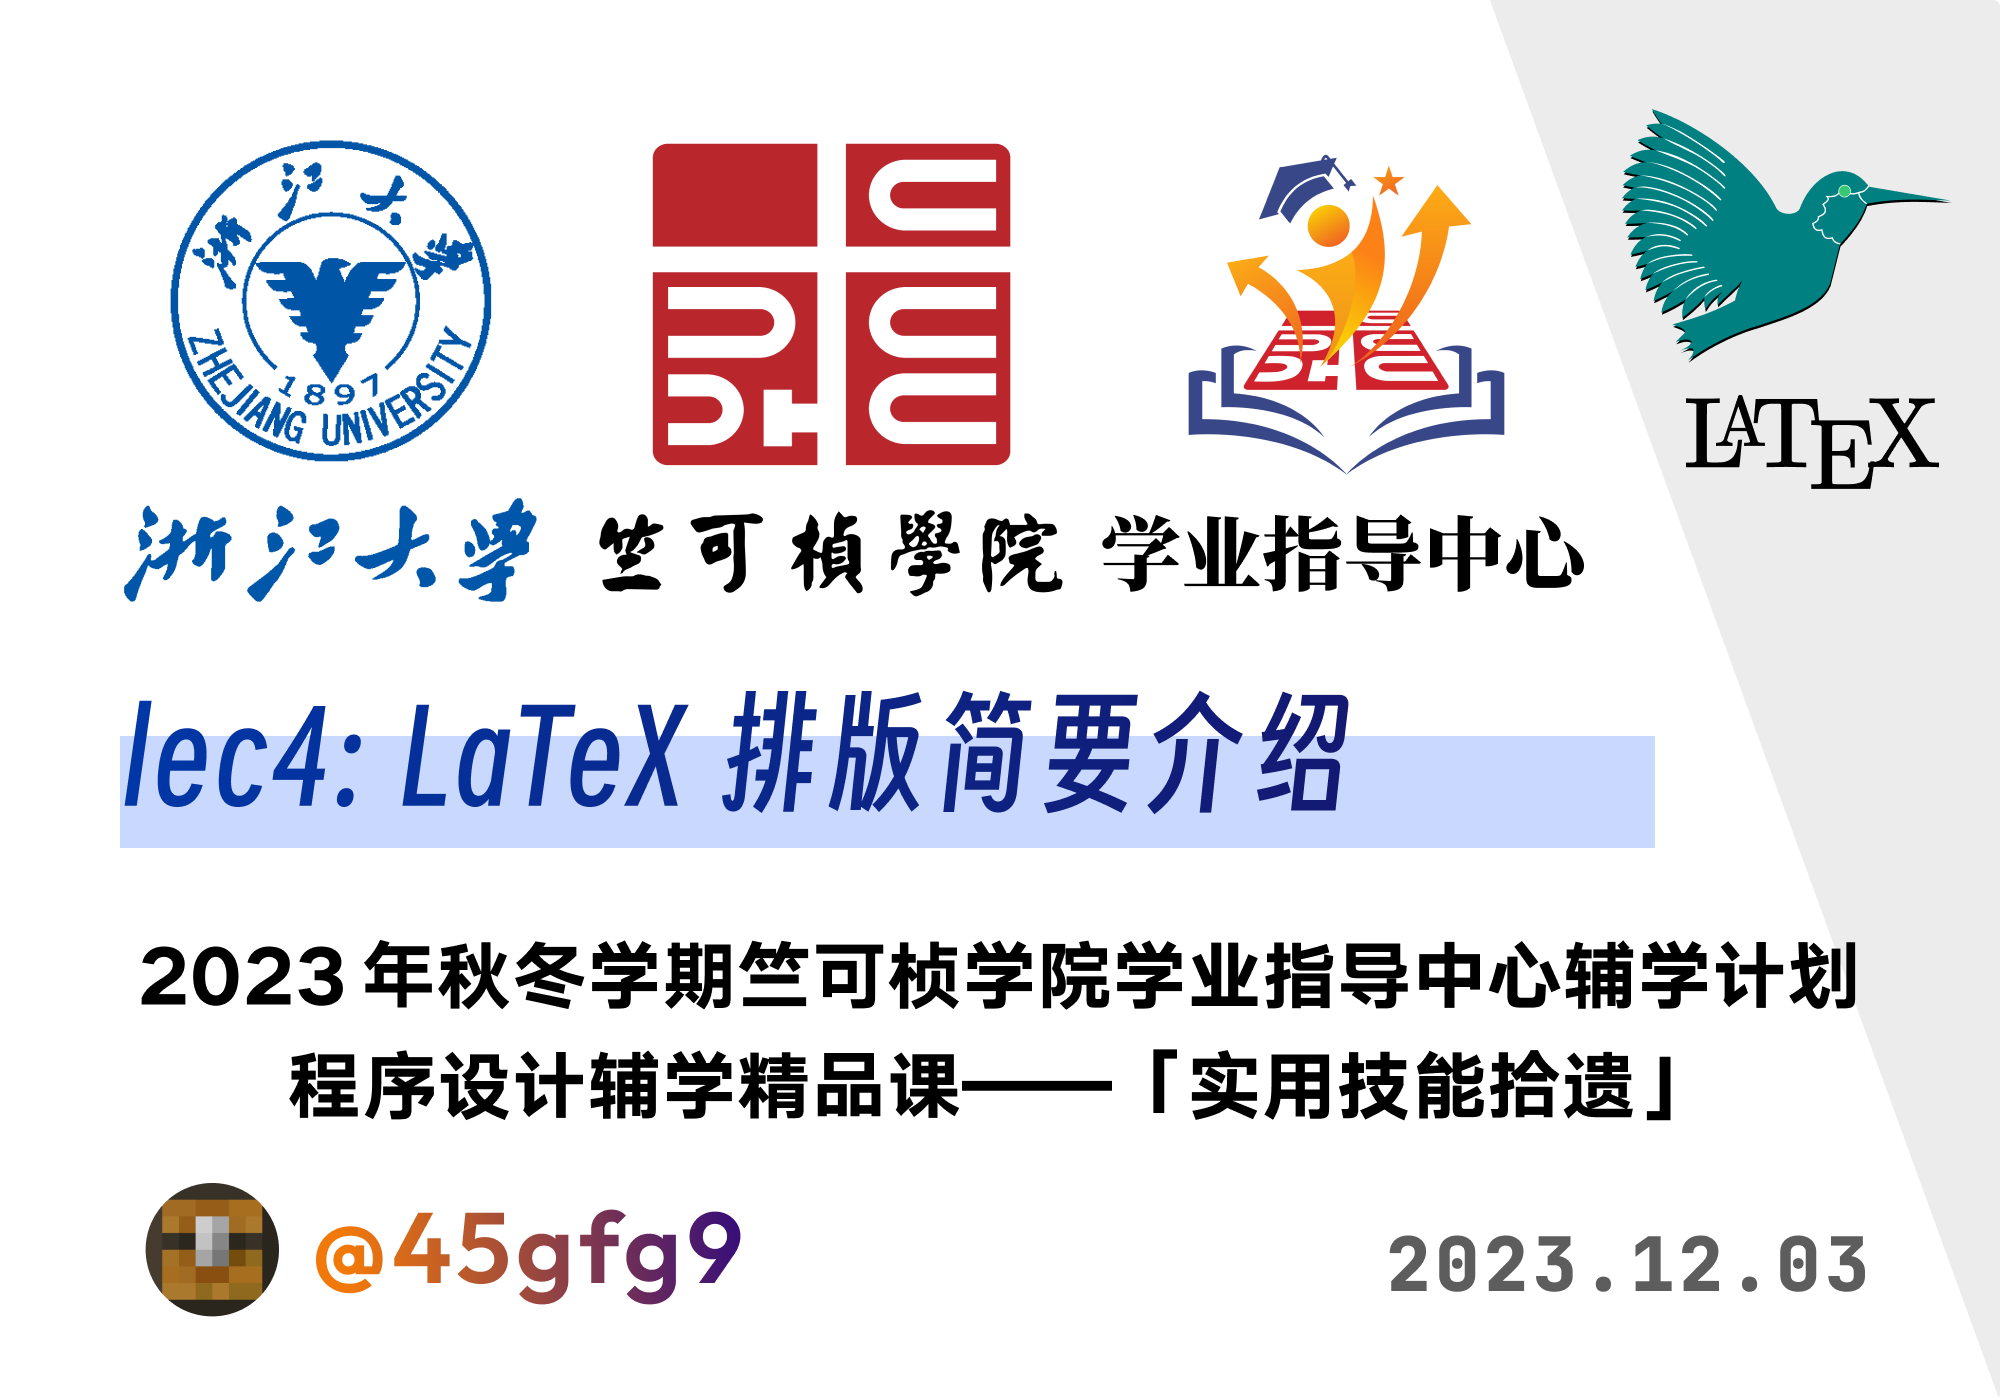 浙江大學
ZHEJIANG UNIVERSITY
1897
LATEX
浙江大學 竺可楨學院 学业指导中心
lec4: LaTeX 排版简要介绍
2023 年秋冬学期竺可桢学院学业指导中心辅学计划
程序设计辅学精品课——「实用技能拾遗」
@45gfg9
2023.12.03